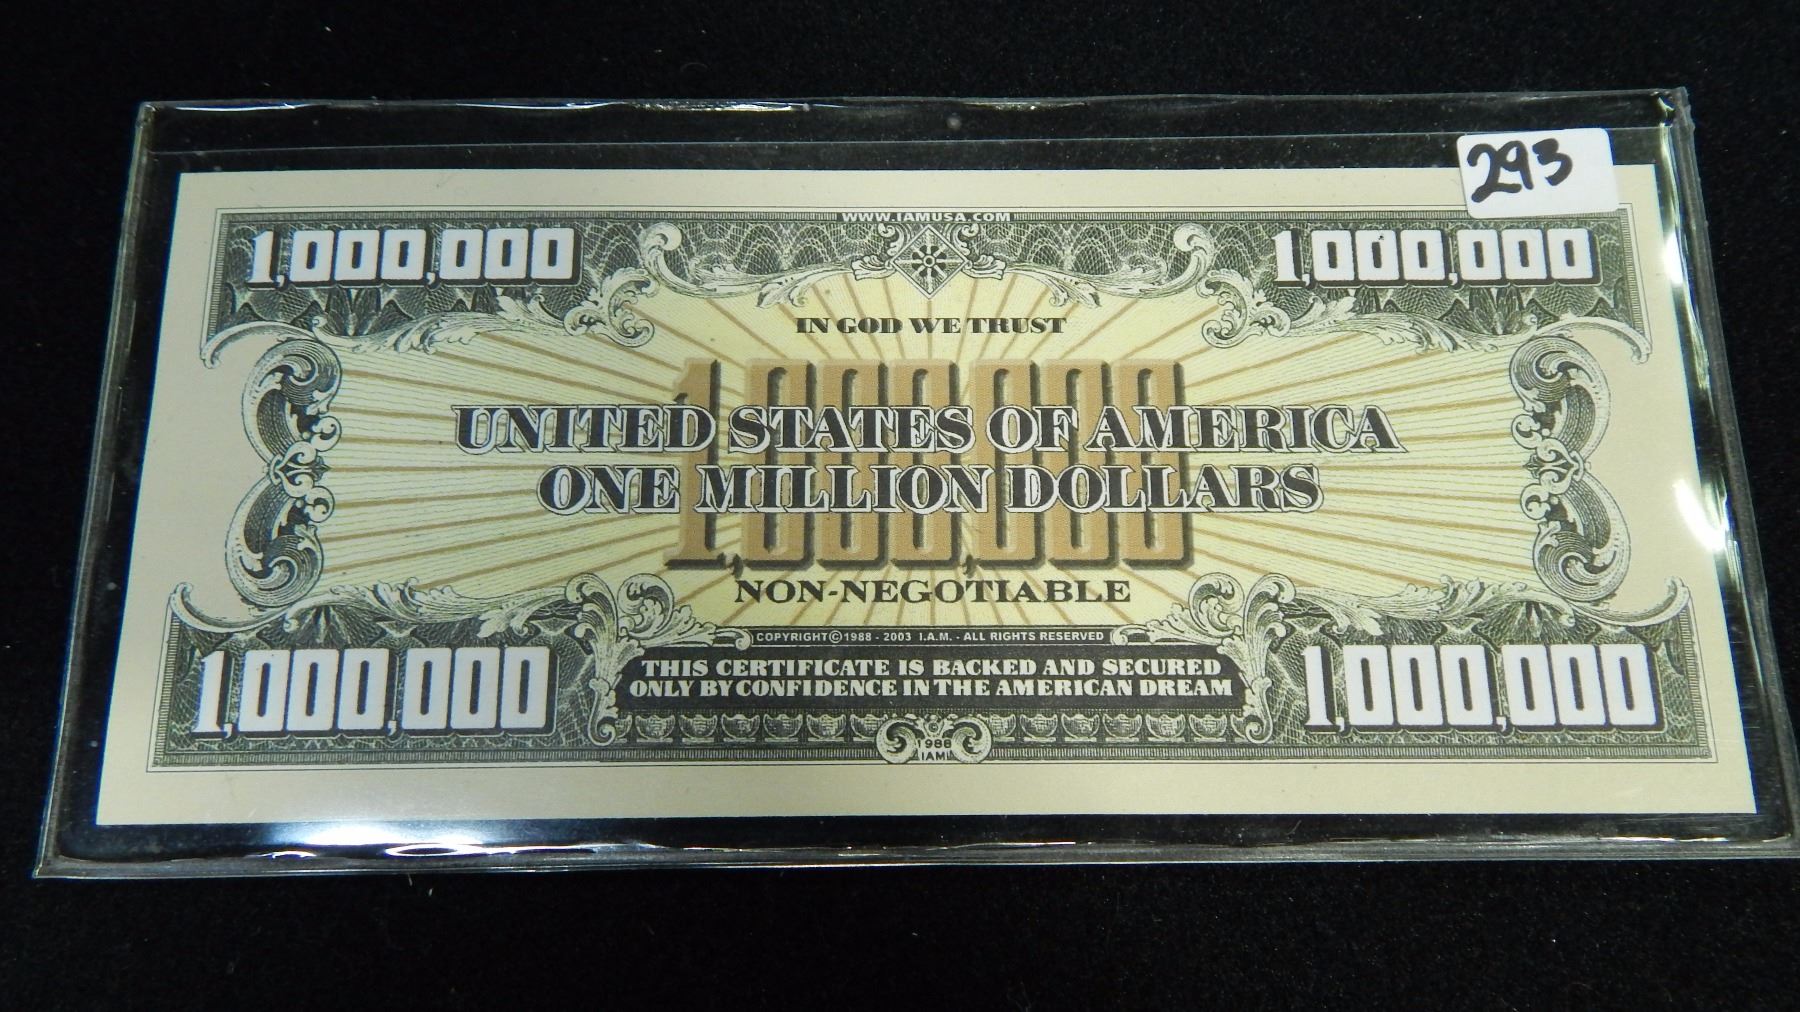 293
WWW.IAMUSA.COM
1,000,000 1,000,000
IN GOD WE TRUST
1,000,000
UNITED STATES OF AMERICA
ONE MILLION DOLLARS
NON-NEGOTIABLE
COPYRIGHT©1988 - 2003 I.A.M. - ALL RIGHTS RESERVED
THIS CERTIFICATE IS BACKED AND SECURED
ONLY BY CONFIDENCE IN THE AMERICAN DREAM
1,000,000 1,000,000
1988
IAM